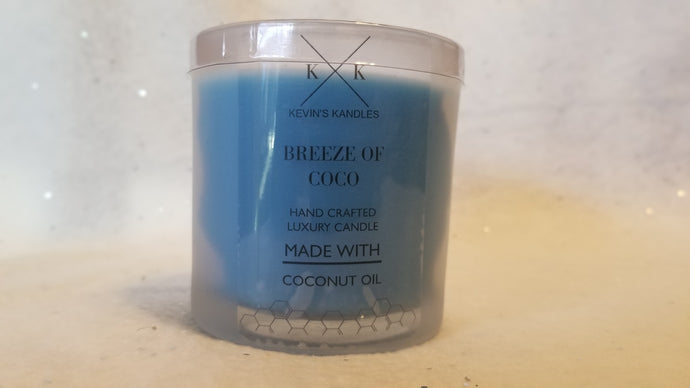 K K
KEVIN'S KANDLES
BREEZE OF
COCO
HAND CRAFTED
LUXURY CANDLE
MADE WITH
COCONUT OIL